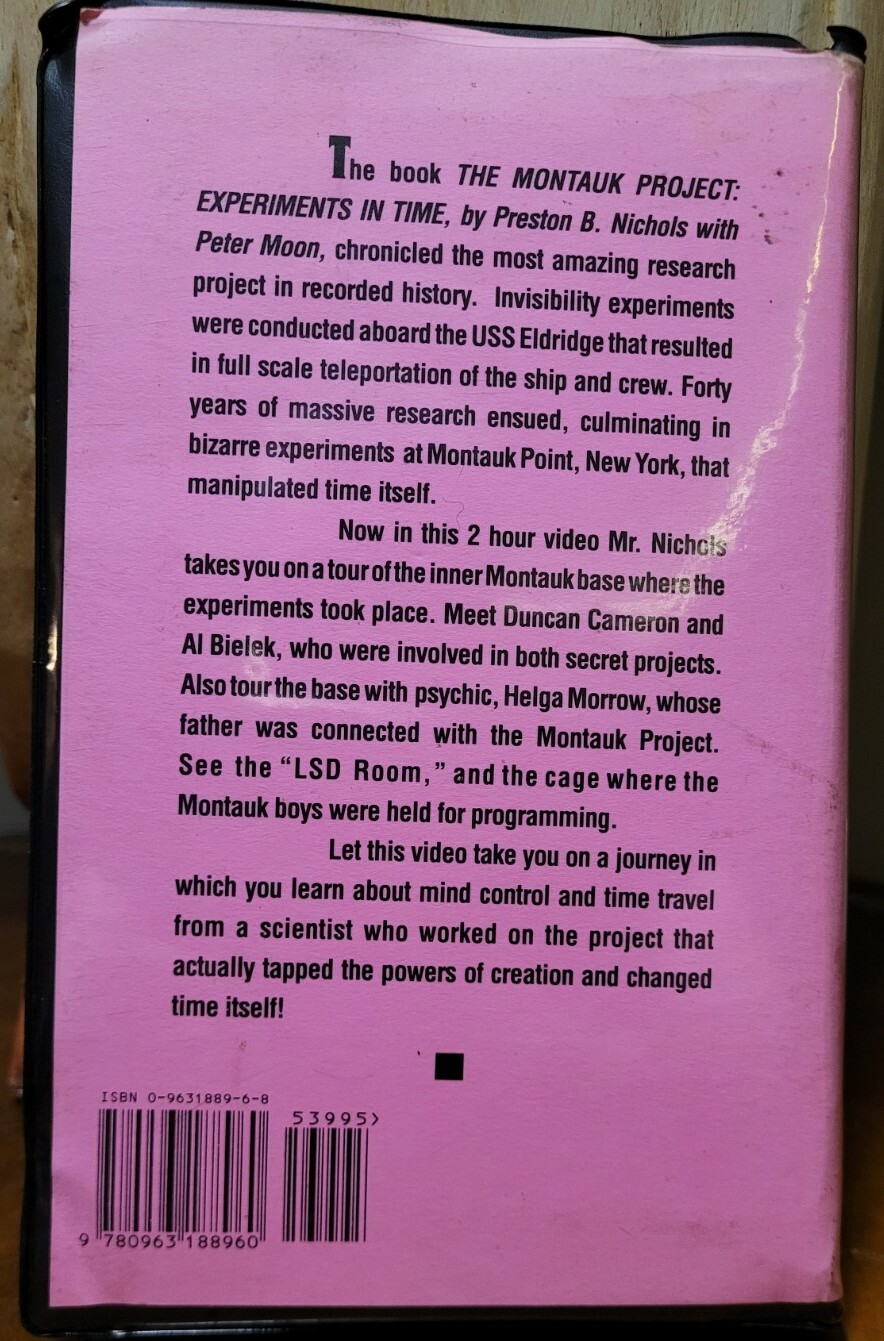 The book THE MONTAUK PROJECT:
EXPERIMENTS IN TIME, by Preston B. Nichols with
Peter Moon, chronicled the most amazing research
project in recorded history. Invisibility experiments
were conducted aboard the USS Eldridge that resulted
in full scale teleportation of the ship and crew. Forty
years of massive research ensued, culminating in
bizarre experiments at Montauk Point, New York, that
manipulated time itself.
Now in this 2 hour video Mr. Nichols
takes you on a tour of the inner Montauk base where the
experiments took place. Meet Duncan Cameron and
Al Bielek, who were involved in both secret projects.
Also tour the base with psychic, Helga Morrow, whose
father was connected with the Montauk Project.
See the “LSD Room,” and the cage where the
Montauk boys were held for programming.
Let this video take you on a journey in
which you learn about mind control and time travel
from a scientist who worked on the project that
actually tapped the powers of creation and changed
time itself!
ISBN 0-9631889-6-8
53995>
9 780963 188960